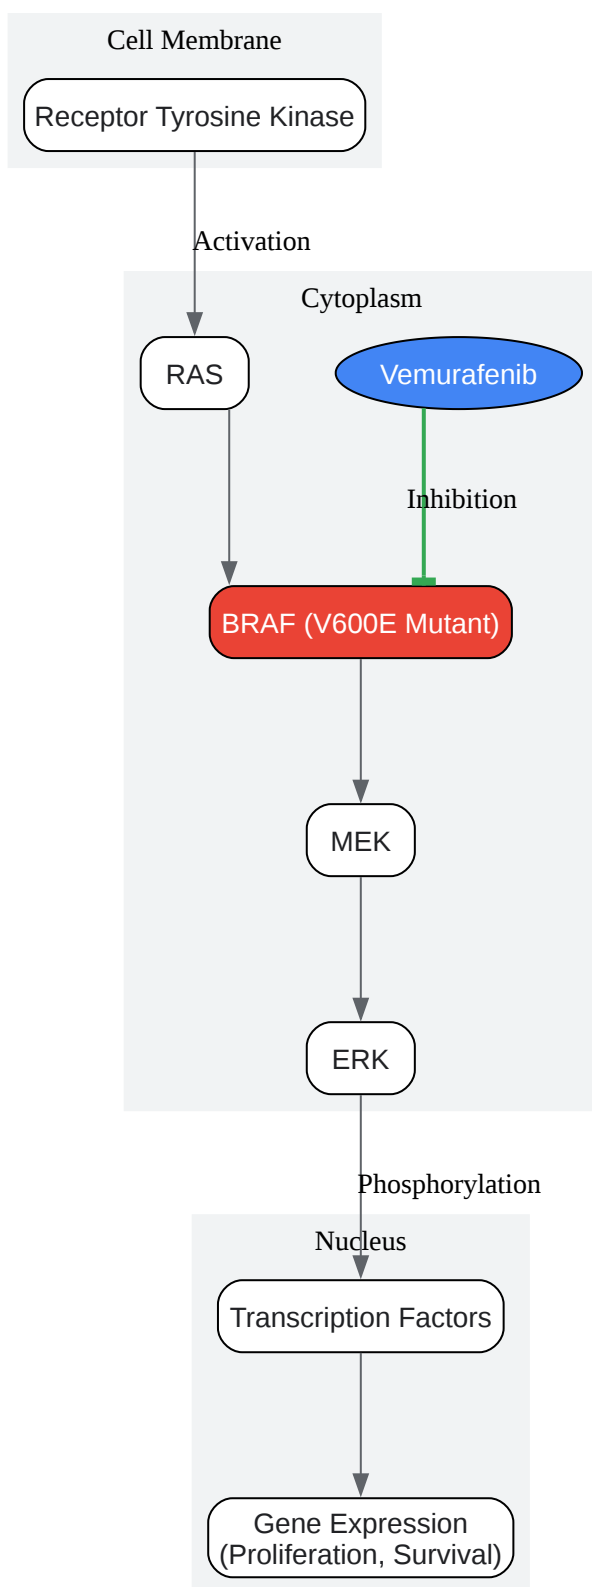 Cell Membrane
Receptor Tyrosine Kinase
Activation
Cytoplasm
RAS
Vemurafenib
Inhibition
BRAF (V600E Mutant)
MEK
ERK
Phosphorylation
Nucleus
Transcription Factors
Gene Expression
(Proliferation, Survival)